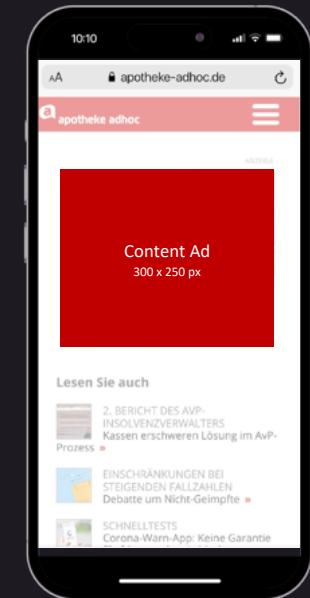 10:10
AA apotheke-adhoc.de
a apotheke adhoc
ANZEIGE
Content Ad
300 x 250 px
Lesen Sie auch
2. BERICHT DES AVP-
INSOLVENZVERWALTERS
Kassen erschweren Lösung im AvP-
Prozess »
EINSCHRÄNKUNGEN BEI
STEIGENDEN FALLZAHLEN
Debatte um Nicht-Geimpfte »
SCHNELLTESTS
Corona-Warn-App: Keine Garantie